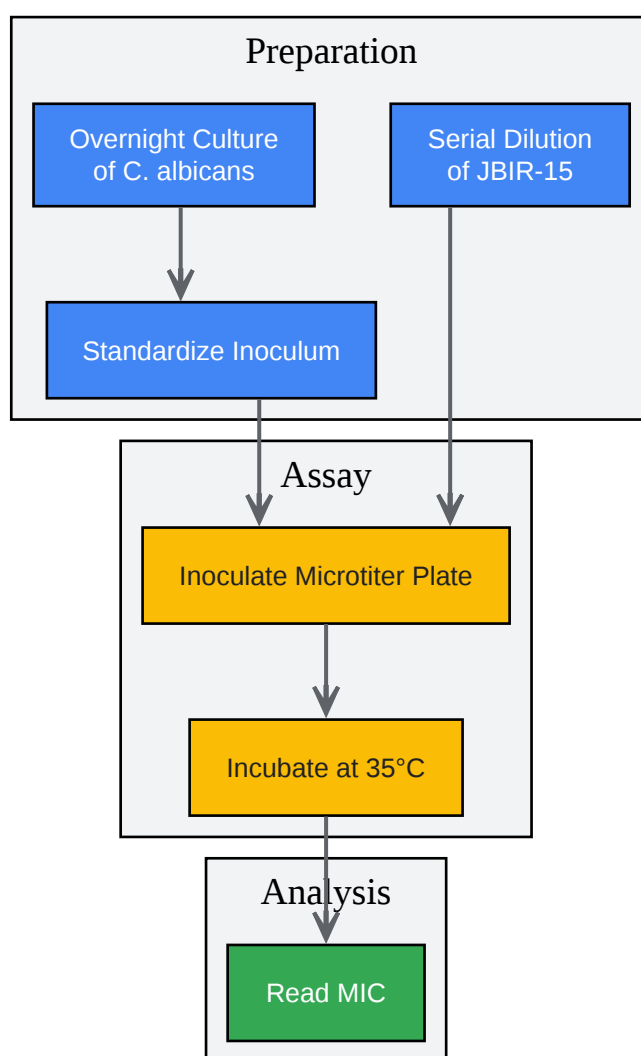 Preparation
Overnight Culture
of C. albicans
Serial Dilution
of JBIR-15
Standardize Inoculum
Assay
Inoculate Microtiter Plate
Incubate at 35°C
Analysis
Read MIC